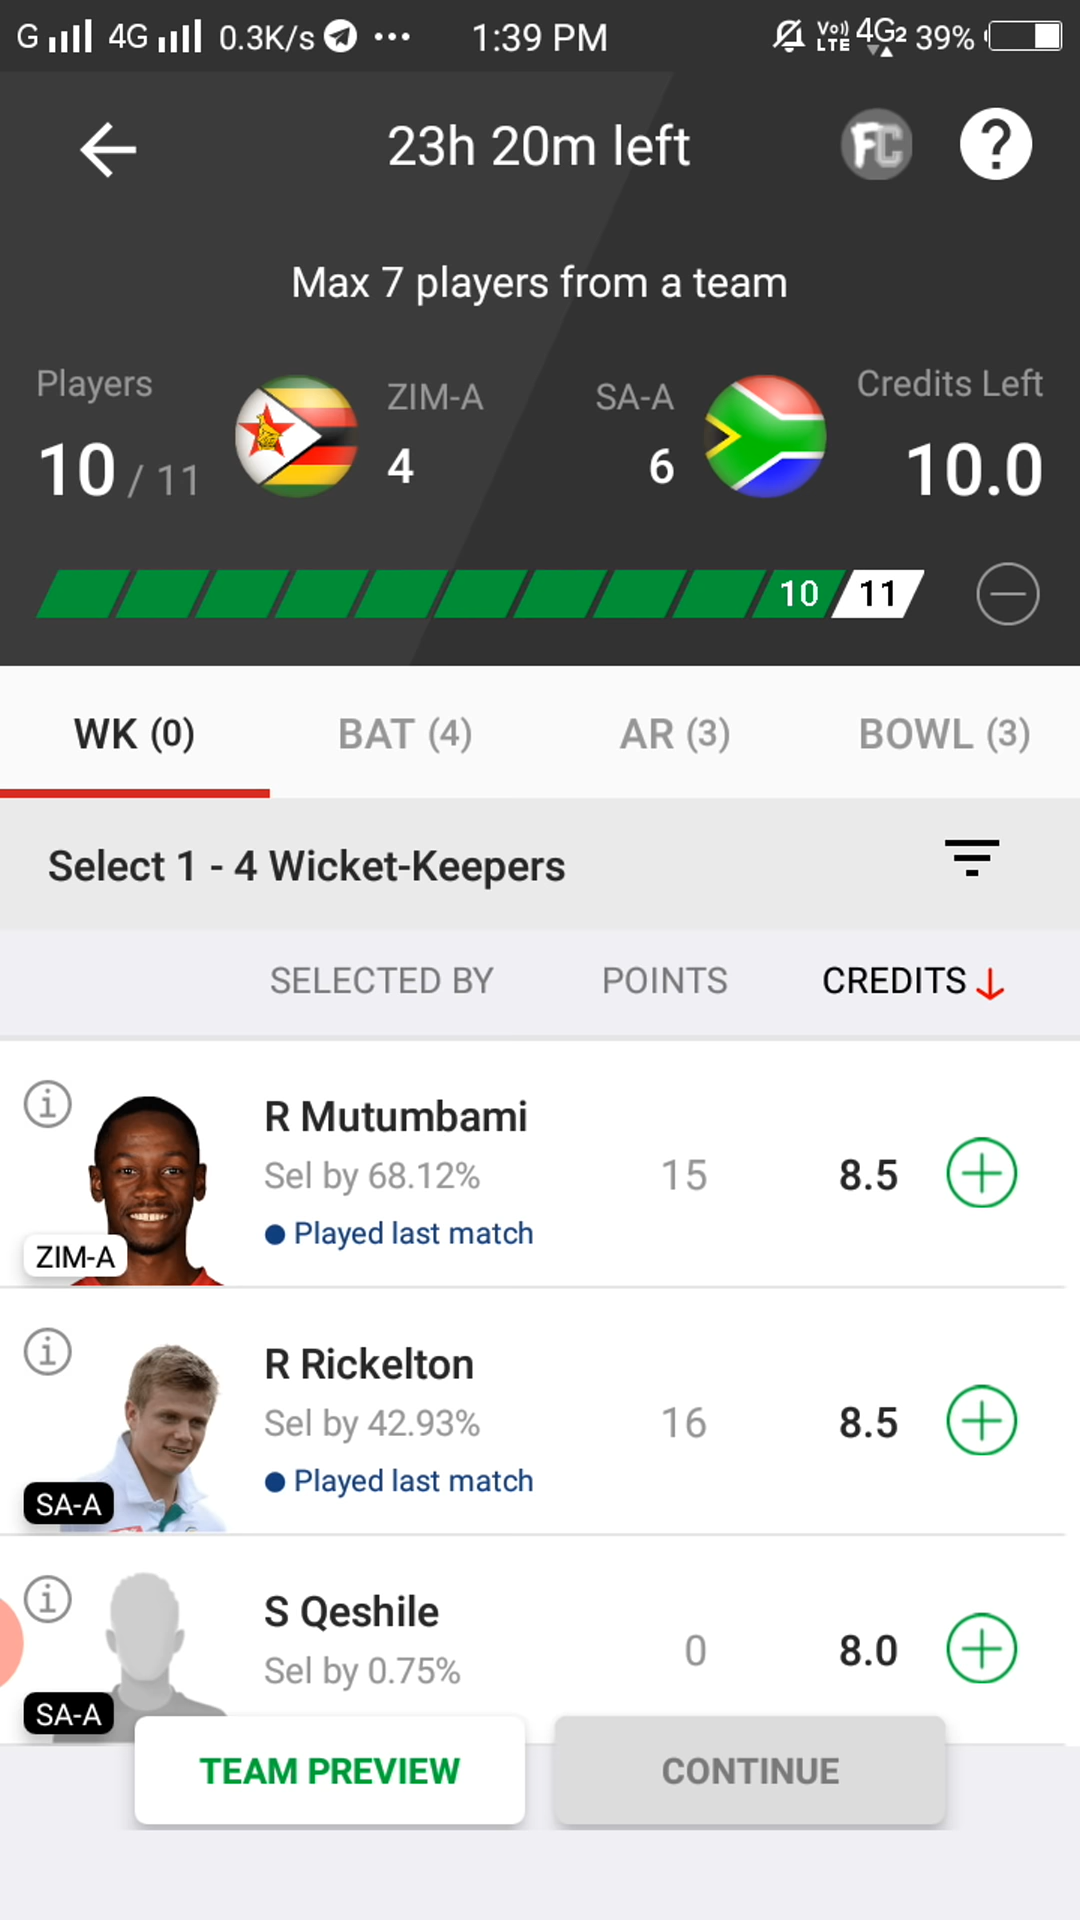 G 4G 0.3K/s ... 1:39 PM Vo)) LTE 4G2 39%
23h 20m left FC ?
Max 7 players from a team
Players ZIM-A SA-A Credits Left
10 / 11 4 6 10.0
10 11
WK (0) BAT (4) AR (3) BOWL (3)
Select 1 - 4 Wicket-Keepers
SELECTED BY POINTS CREDITS
R Mutumbami
Sel by 68.12% 15 8.5
Played last match
ZIM-A
R Rickelton
Sel by 42.93% 16 8.5
Played last match
SA-A
S Qeshile
Sel by 0.75% 0 8.0
SA-A
TEAM PREVIEW CONTINUE